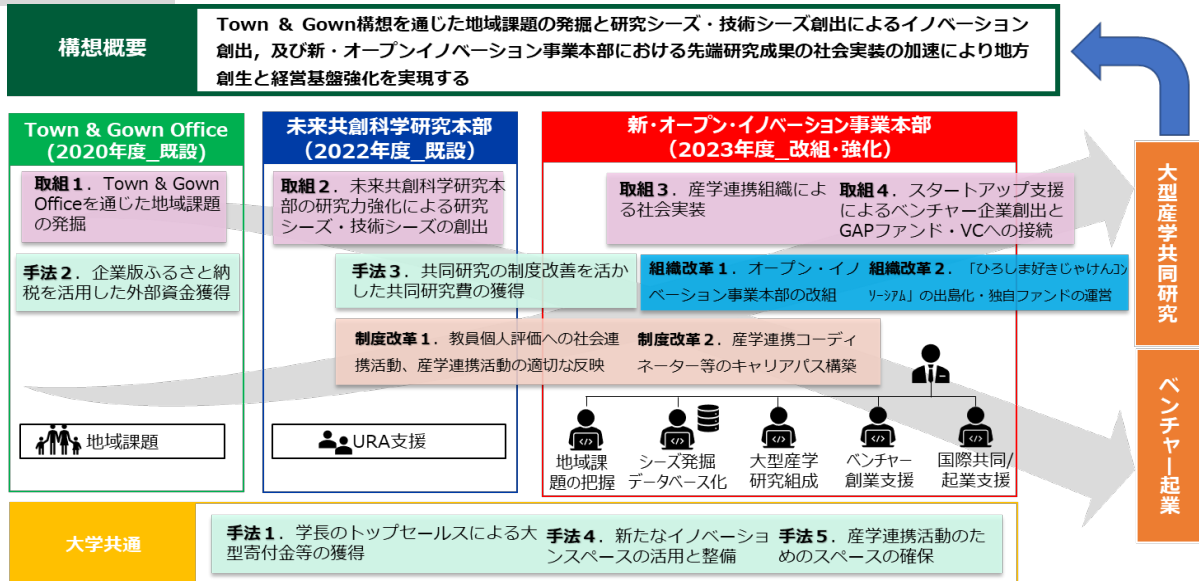 構想概要
Town & Gown構想を通じた地域課題の発掘と研究シーズ・技術シーズ創出によるイノベーション
創出，及び新・オープンイノベーション事業本部における先端研究成果の社会実装の加速により地方
創生と経営基盤強化を実現する
Town & Gown Office
(2020年度_既設)
取組１．Town & Gown
Officeを通じた地域課題
の発掘
手法２．企業版ふるさと納
税を活用した外部資金獲得
地域課題
未来共創科学研究本部
(2022年度_既設)
取組２．未来共創科学研究本
部の研究力強化による研究
シーズ・技術シーズの創出
手法３．共同研究の制度改善を活か
した共同研究費の獲得
制度改革１．教員個人評価への社会連
携活動、産学連携活動の適切な反映
URA支援
新・オープン・イノベーション事業本部
(2023年度_改組・強化)
取組３．産学連携組織によ
る社会実装
取組４．スタートアップ支援
によるベンチャー企業創出と
GAPファンド・VCへの接続
組織改革１．オープン・イノ
ベーション事業本部の改組
組織改革２．「ひろしま好きじゃけんコン
ソーシアム」の出島化・独自ファンドの運営
制度改革２．産学連携コーディ
ネーター等のキャリアパス構築
地域課
題の把握
シーズ発掘
データベース化
大型産学
研究組成
ベンチャー
創業支援
国際共同/
起業支援
大型産学共同研究
ベンチャー起業
大学共通
手法１．学長のトップセールスによる大
型寄付金等の獲得
手法４．新たなイノベーショ
ンスペースの活用と整備
手法５．産学連携活動のた
めのスペースの確保